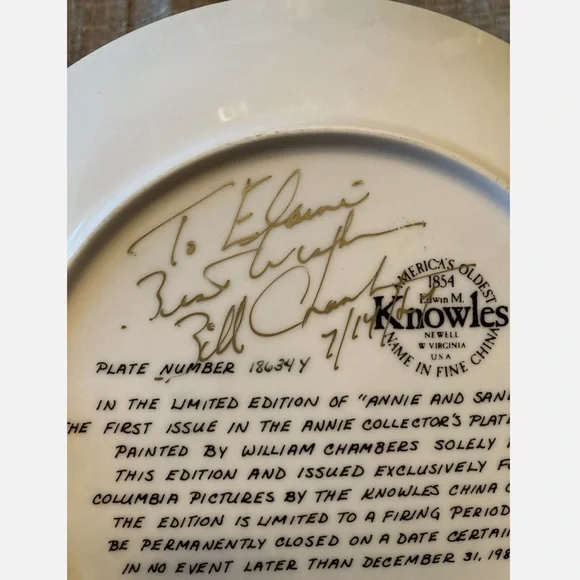 To Elaine
Best Wishes
Bill Chambers
7/14/
AMERICA'S OLDEST
1854
Edwin M.
Knowles
NEWELL
W VIRGINIA
USA
NAME IN FINE CHINA
PLATE NUMBER 18634Y
IN THE LIMITED EDITION OF "ANNIE AND SAN
THE FIRST ISSUE IN THE ANNIE COLLECTOR'S PLAT
PAINTED BY WILLIAM CHAMBERS SOLELY
THIS EDITION AND ISSUED EXCLUSIVELY F
COLUMBIA PICTURES BY THE KNOWLES CHINA
THE EDITION IS LIMITED TO A FIRING PERIOD
BE PERMANENTLY CLOSED ON A DATE CERTAIN
IN NO EVENT LATER THAN DECEMBER 31, 198